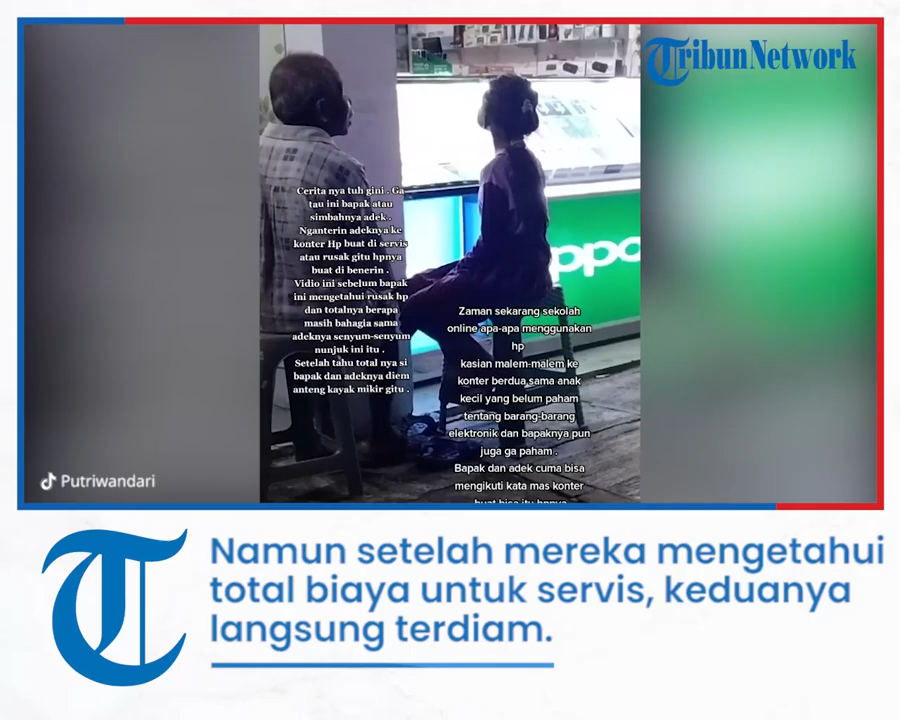 TribunNetwork
Cerita nya tuh gini . Ga
tau ini bapak atau
simbahnya adek .
Nganterin adeknya ke
konter Hp buat di servis
atau rusak gitu hpnya
buat di benerin .
Vidio ini sebelum bapak
ini mengetahui rusak hp
dan totalnya berapa
masih bahagia sama
adeknya senyum-senyum
nunjuk ini itu .
Setelah tahu total nya si
bapak dan adeknya diem
anteng kayak mikir gitu .
oppo
Zaman sekarang sekolah
online apa-apa menggunakan
hp
kasian malem-malem ke
konter berdua sama anak
kecil yang belum paham
tentang barang-barang
elektronik dan bapaknya pun
juga ga paham .
Bapak dan adek cuma bisa
mengikuti kata mas konter
buat bisa itu hpnya
Putriwandari
T
Namun setelah mereka mengetahui
total biaya untuk servis, keduanya
langsung terdiam.